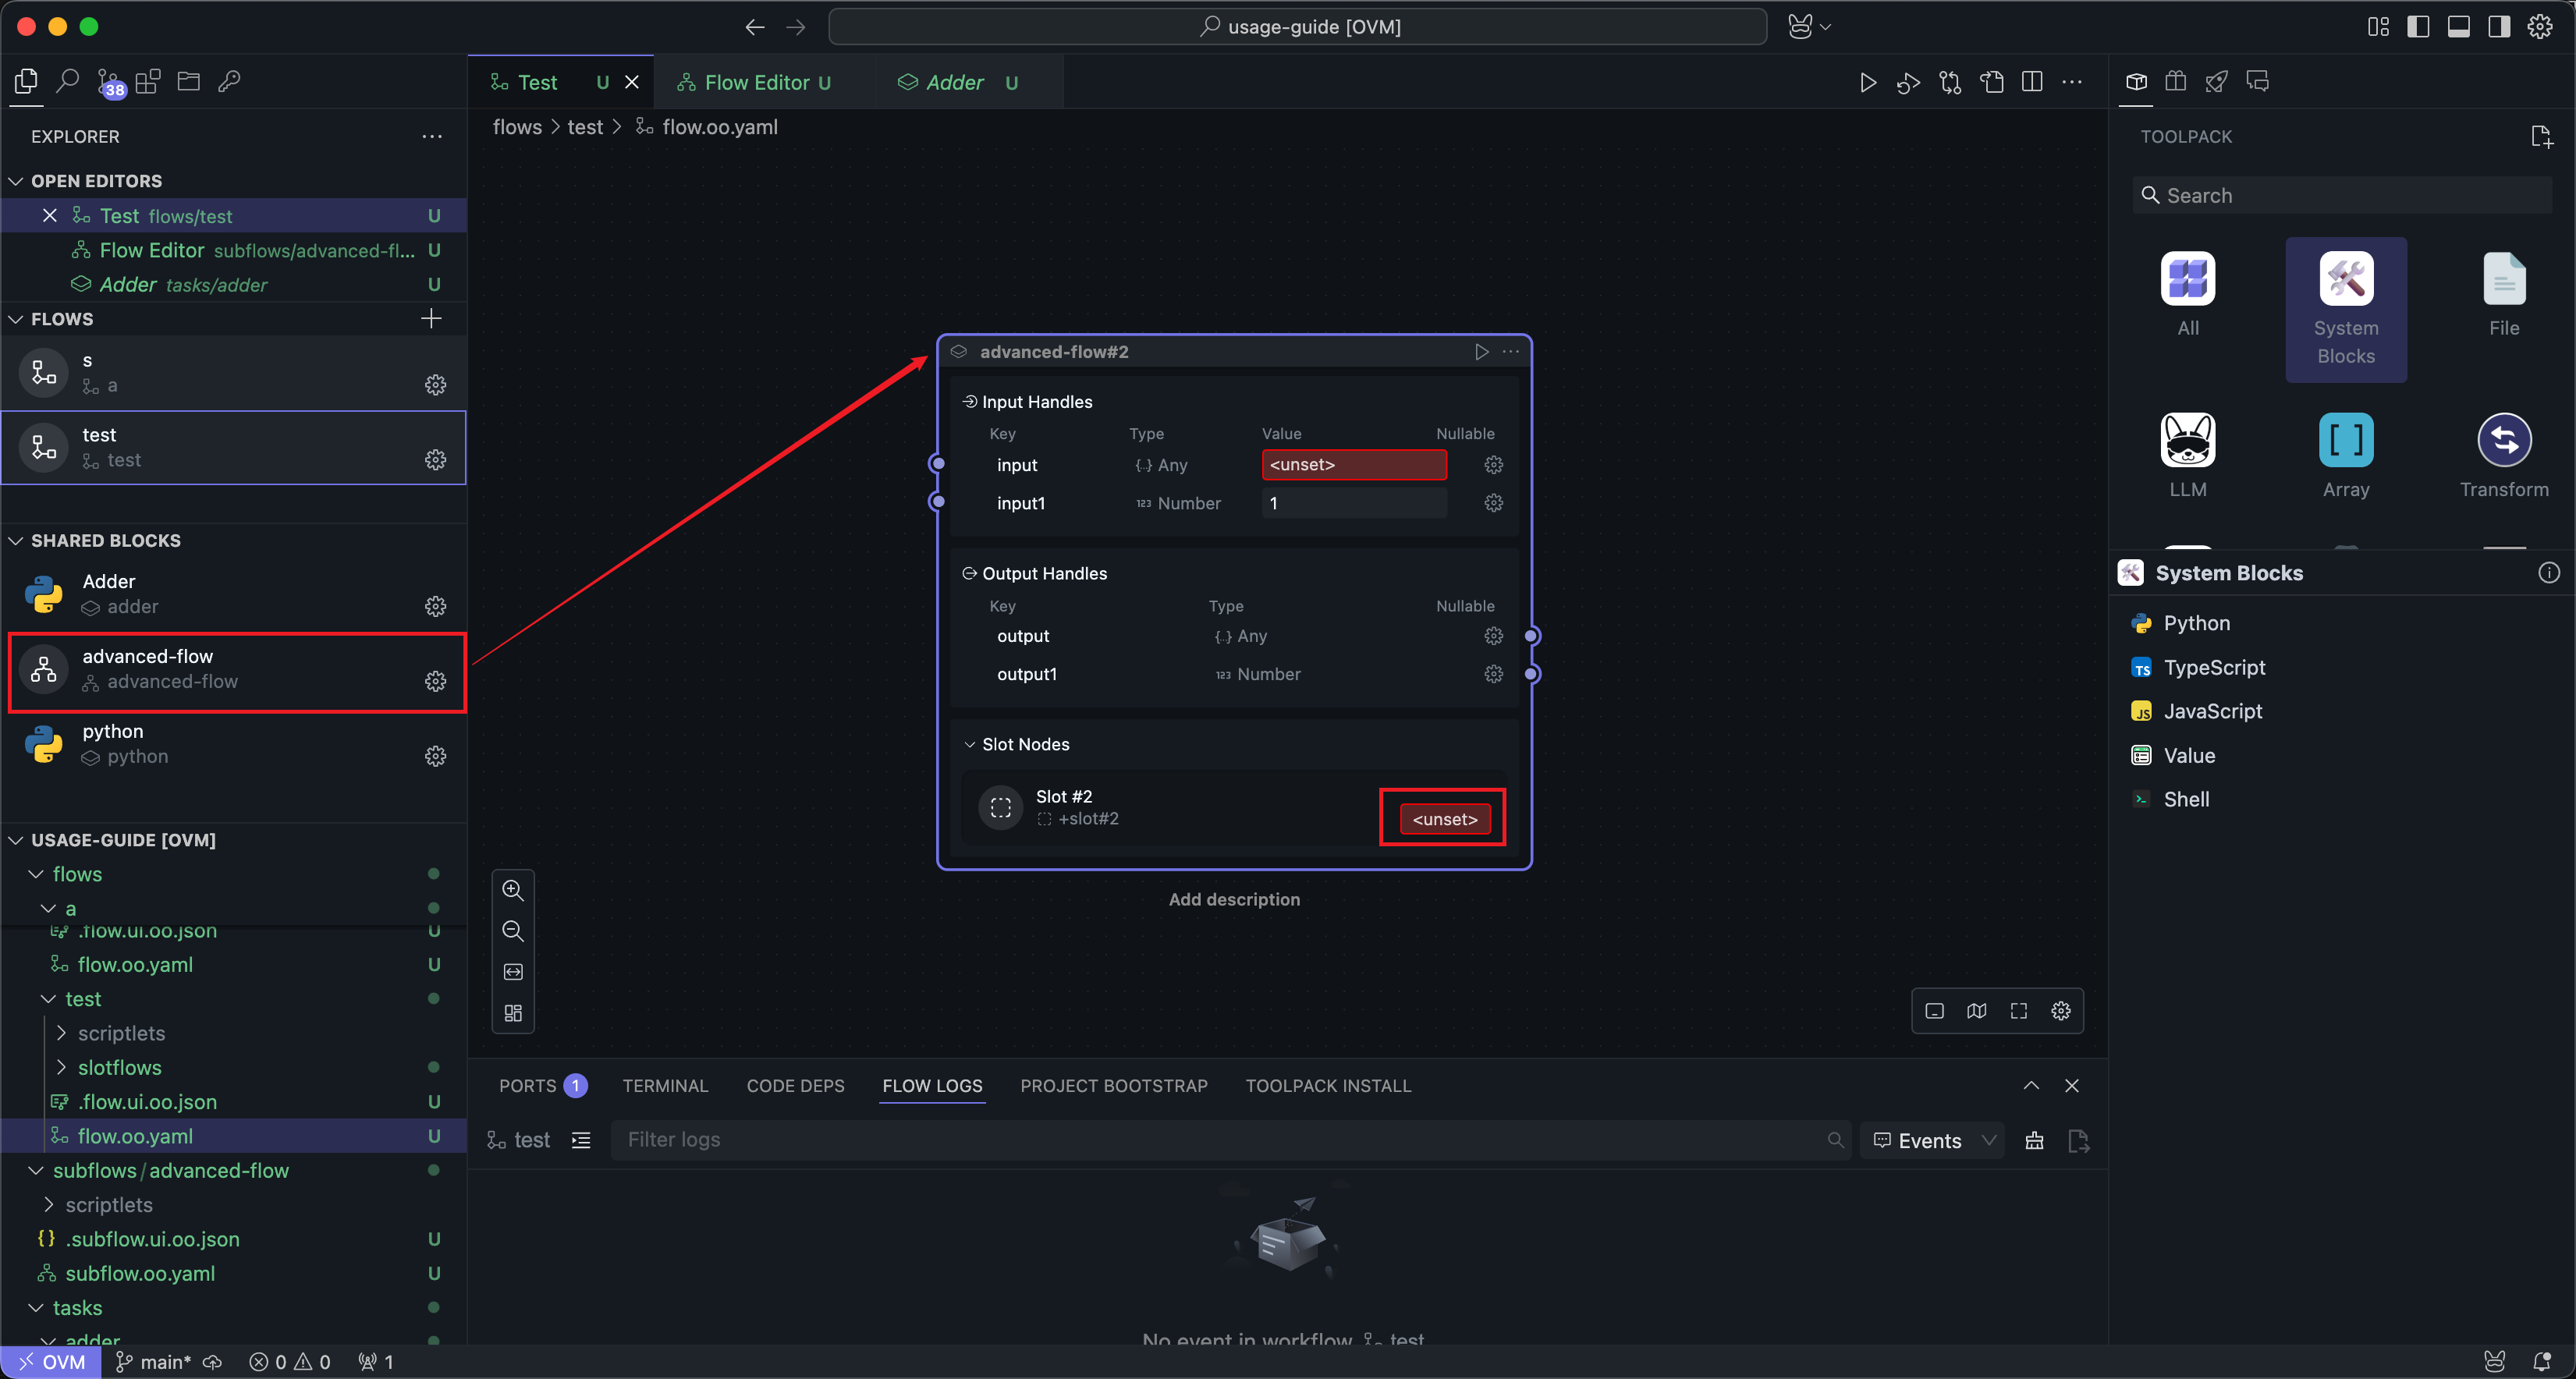 usage-guide [OVM]
38
Test U
Flow Editor U
Adder U
EXPLORER
flows > test > flow.oo.yaml
TOOLPACK
OPEN EDITORS
Test flows/test U
Flow Editor subflows/advanced-fl... U
Adder tasks/adder U
FLOWS
s
a
test
test
SHARED BLOCKS
Adder
adder
advanced-flow
advanced-flow
python
python
USAGE-GUIDE [OVM]
flows
a
.flow.ui.oo.json U
flow.oo.yaml U
test
scriptlets
slotflows
.flow.ui.oo.json U
flow.oo.yaml U
subflows/advanced-flow
scriptlets
.subflow.ui.oo.json U
subflow.oo.yaml U
tasks
adder
advanced-flow#2
Input Handles
Key Type Value Nullable
input {..} Any <unset>
input1 123 Number 1
Output Handles
Key Type Nullable
output {..} Any
output1 123 Number
Slot Nodes
Slot #2
+slot#2
<unset>
Add description
PORTS 1 TERMINAL CODE DEPS FLOW LOGS PROJECT BOOTSTRAP TOOLPACK INSTALL
test Filter logs Events
No event in workflow test
Search
All
System
Blocks
File
LLM
Array
Transform
System Blocks
Python
TS TypeScript
JS JavaScript
Value
Shell
OVM main* 0 0 1